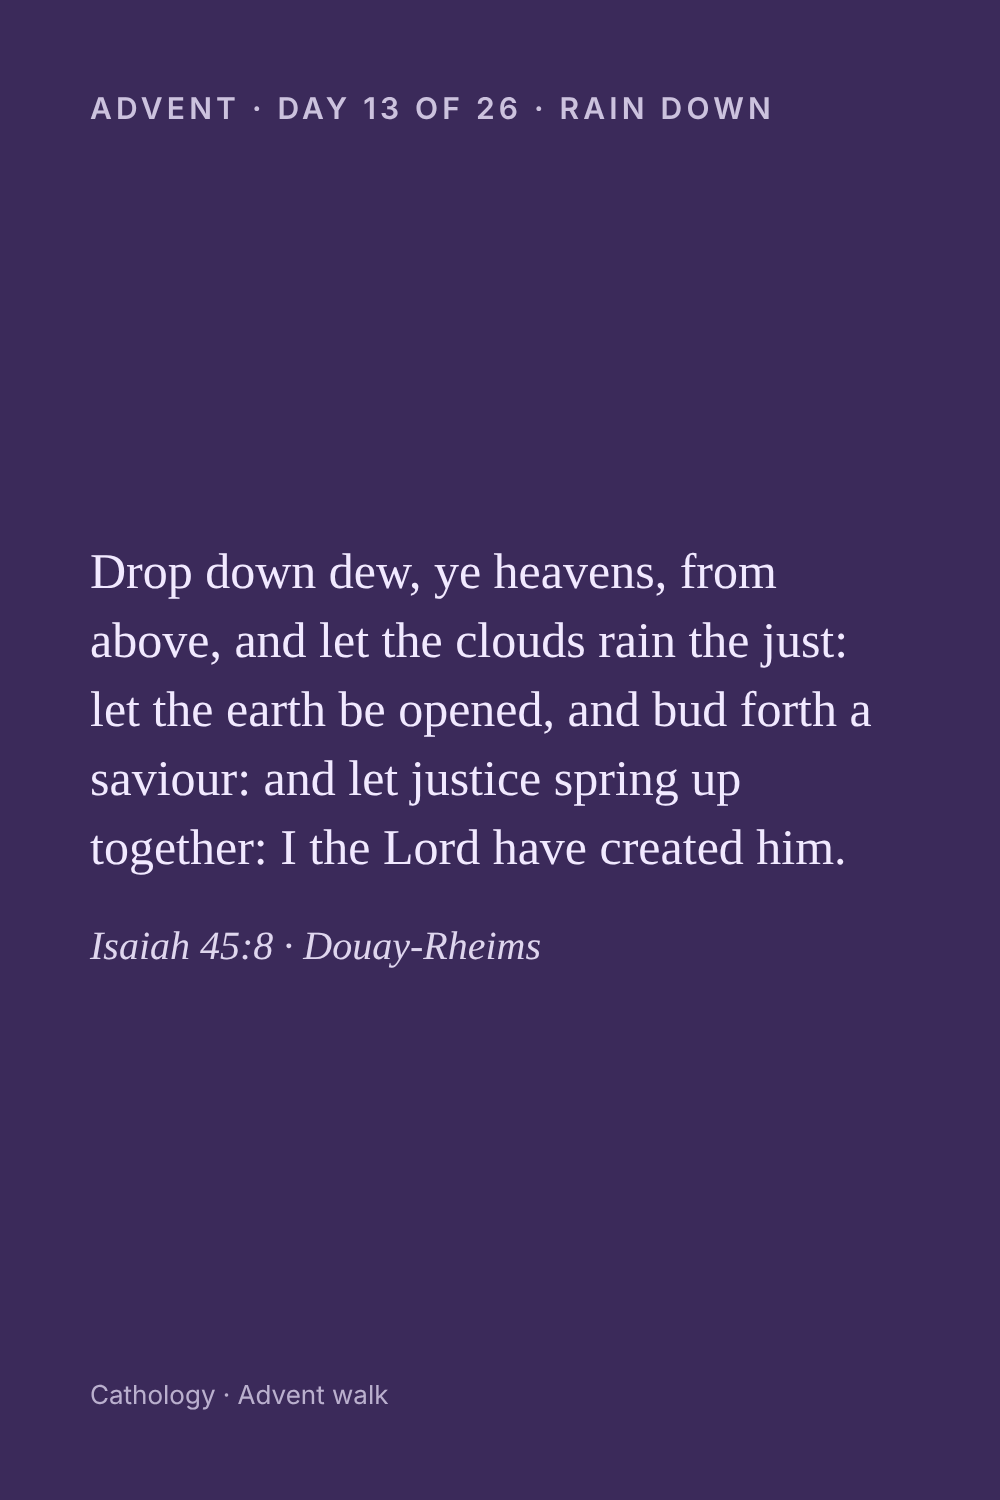 ADVENT · DAY 13 OF 26 · RAIN DOWN
Drop down dew, ye heavens, from
above, and let the clouds rain the just:
let the earth be opened, and bud forth a
saviour: and let justice spring up
together: I the Lord have created him.
Isaiah 45:8 · Douay-Rheims
Cathology · Advent walk